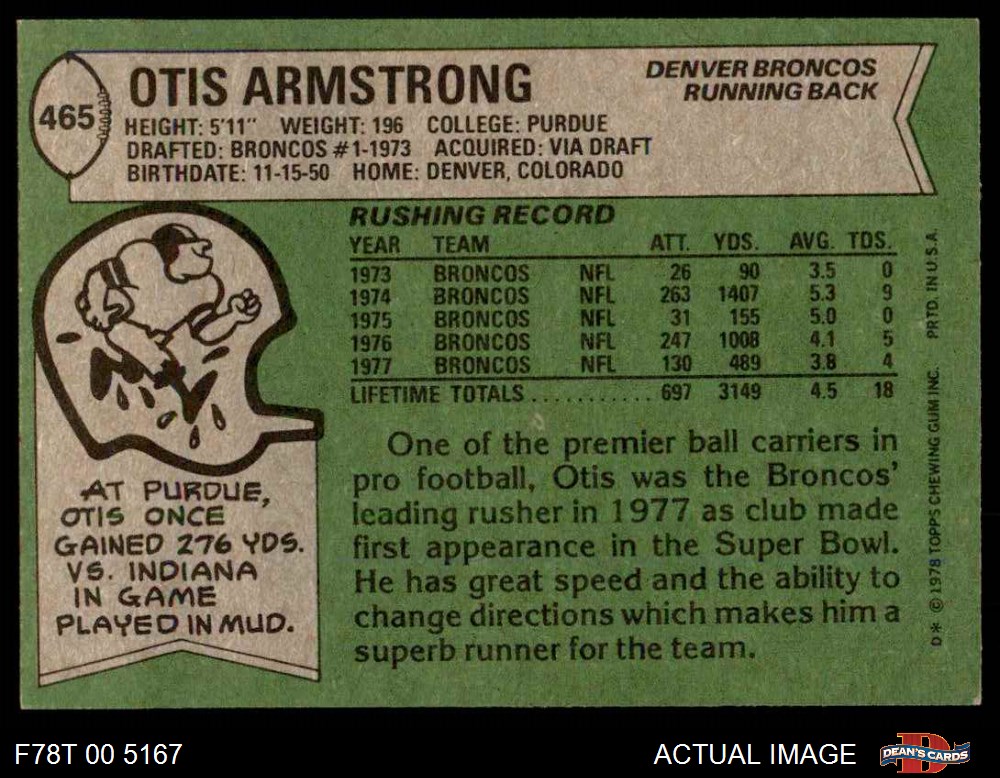 465
OTIS ARMSTRONG
DENVER BRONCOS
RUNNING BACK
HEIGHT: 5'11" WEIGHT: 196 COLLEGE: PURDUE
DRAFTED: BRONCOS #1-1973 ACQUIRED: VIA DRAFT
BIRTHDATE: 11-15-50 HOME: DENVER, COLORADO
RUSHING RECORD
YEAR TEAM ATT. YDS. AVG. TDS.
1973 BRONCOS NFL 26 90 3.5 0
1974 BRONCOS NFL 263 1407 5.3 9
1975 BRONCOS NFL 31 155 5.0 0
1976 BRONCOS NFL 247 1008 4.1 5
1977 BRONCOS NFL 130 489 3.8 4
LIFETIME TOTALS ........... 697 3149 4.5 18
AT PURDUE,
OTIS ONCE
GAINED 276 YDS.
VS. INDIANA
IN GAME
PLAYED IN MUD.
One of the premier ball carriers in
pro football, Otis was the Broncos'
leading rusher in 1977 as club made
first appearance in the Super Bowl.
He has great speed and the ability to
change directions which makes him a
superb runner for the team.
D* © 1978 TOPPS CHEWING GUM INC. PRTD. IN U.S.A.
F78T 00 5167
ACTUAL IMAGE
DEAN'S CARDS